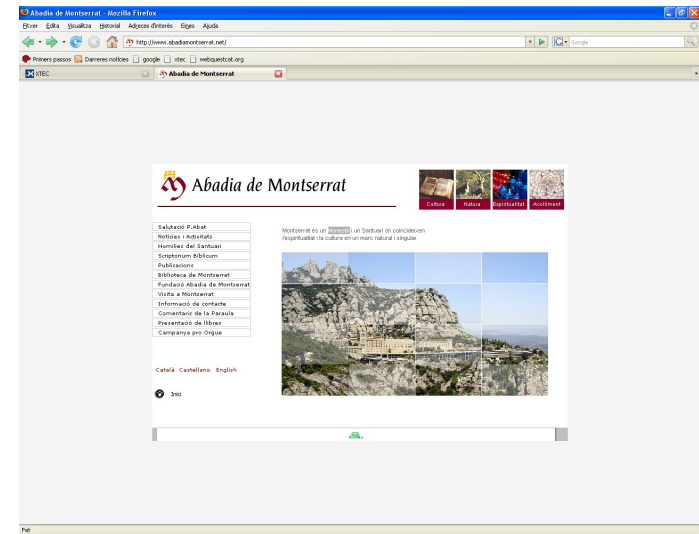 Abadia de Montserrat - Mozilla Firefox
Fitxer Edita Visualitza Historial Adreces d'interès Eines Ajuda
http://www.abadiamontserrat.net/
Google
Primers passos Darreres notícies google xtec webquestcat.org
XTEC Abadia de Montserrat
Abadia de Montserrat
Cultura Natura Espiritualitat Acolliment
Salutació P.Abat
Notícies i Activitats
Homilies del Santuari
Scriptorium Biblicum
Publicacions
Biblioteca de Montserrat
Fundació Abadia de Montserrat
Visita a Montserrat
Informació de contacte
Comentaris de la Paraula
Presentació de llibres
Campanya pro Orgue
Montserrat és un Monestir i un Santuari on coincideixen
l'espiritualitat i la cultura en un marc natural i singular.
Català Castellano English
Inici
Fet